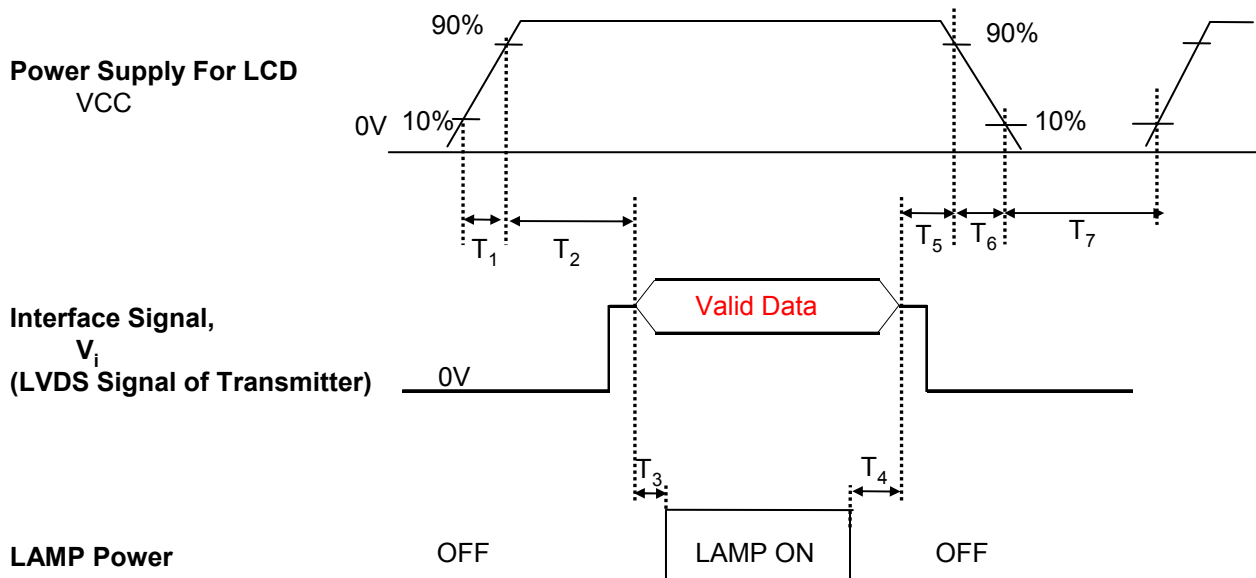 90%
90%
Power Supply For LCD
VCC
0V
10%
10%
T1
T2
T5
T6
T7
Valid Data
Interface Signal,
Vi
(LVDS Signal of Transmitter)
0V
T3
T4
LAMP Power
OFF
LAMP ON
OFF